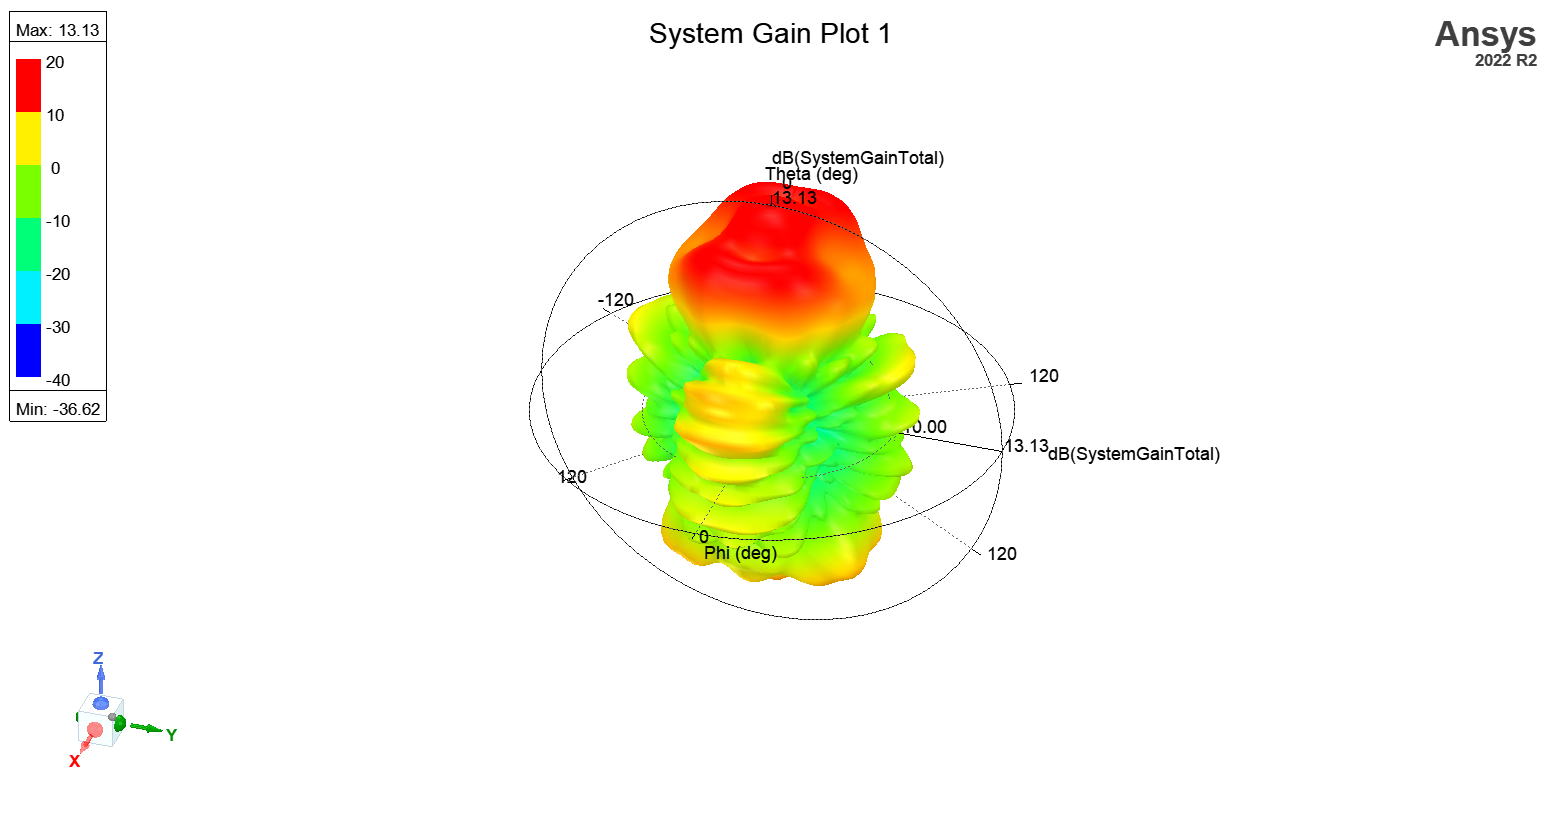 Max: 13.13
20
10
0
-10
-20
-30
-40
Min: -36.62
System Gain Plot 1
Ansys
2022 R2
dB(SystemGainTotal)
Theta (deg)
0
13.13
-120
120
10.00
13.13
dB(SystemGainTotal)
120
120
0
Phi (deg)
Z
Y
X